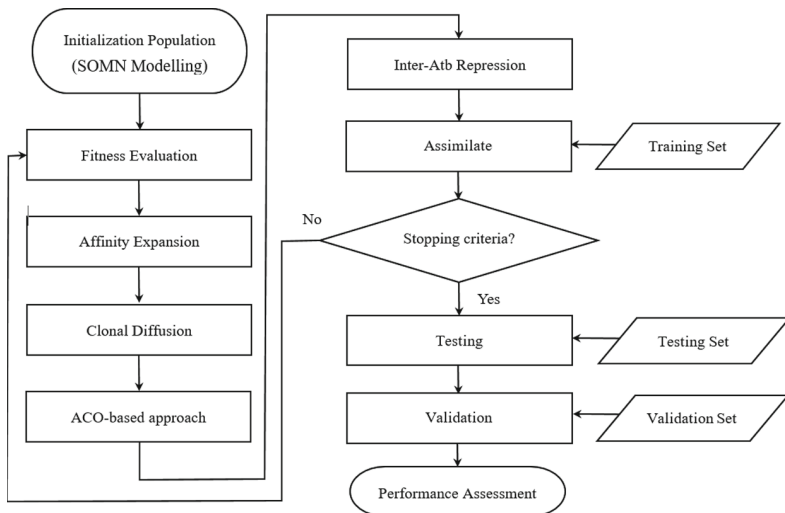 Initialization Population
(SOMN Modelling)
Fitness Evaluation
Affinity Expansion
Clonal Diffusion
ACO-based approach
Inter-Atb Repression
Assimilate
Training Set
Stopping criteria?
No
Yes
Testing
Testing Set
Validation
Validation Set
Performance Assessment